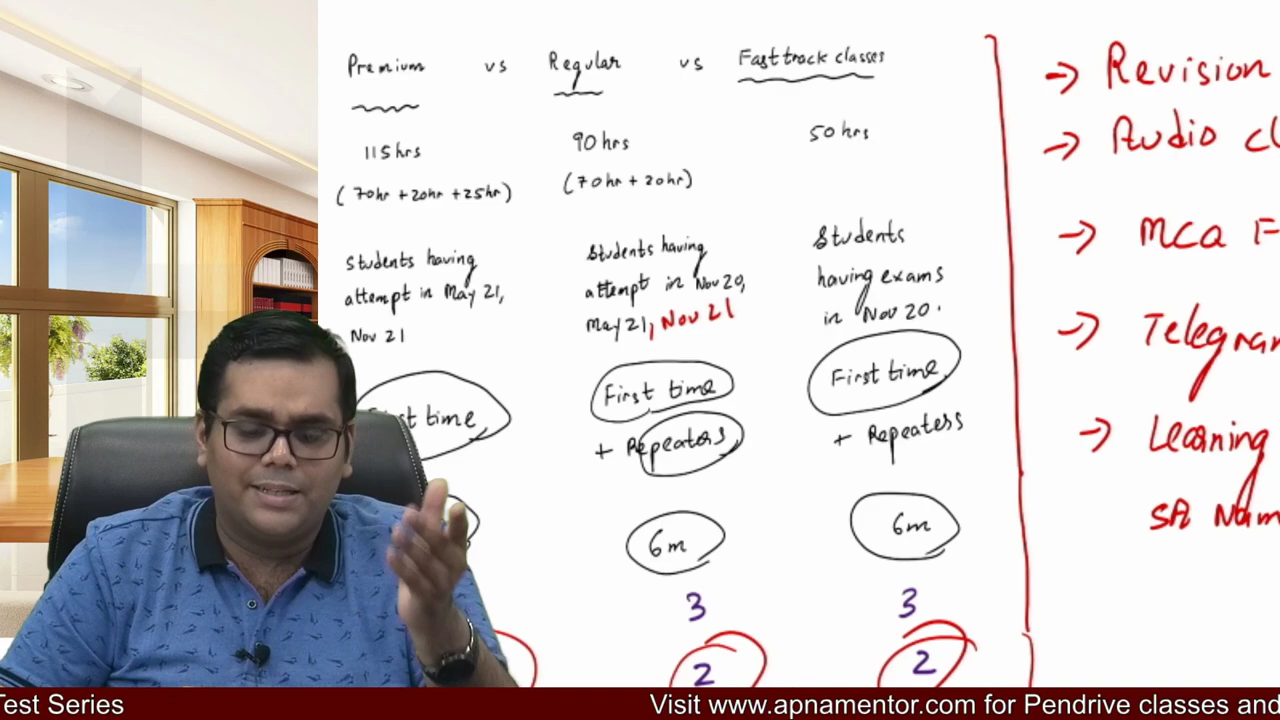 Premium vs Regular vs Fast track classes
115 hrs
(70hr + 20hr + 25hr)
Students having
attempt in May 21,
Nov 21
time
90 hrs
(70hr + 20hr)
Students having
attempt in Nov 20,
May 21, Nov 21
First time
+ Repeaters
6m
3
2
50 hrs
Students
having exams
in Nov 20.
First time
+ Repeaters
6m
3
2
→ Revision
→ Audio cl
→ MCQ
→ Telegram
→ Learning
SA
Test Series
Visit www.apnamentor.com for Pendrive classes and